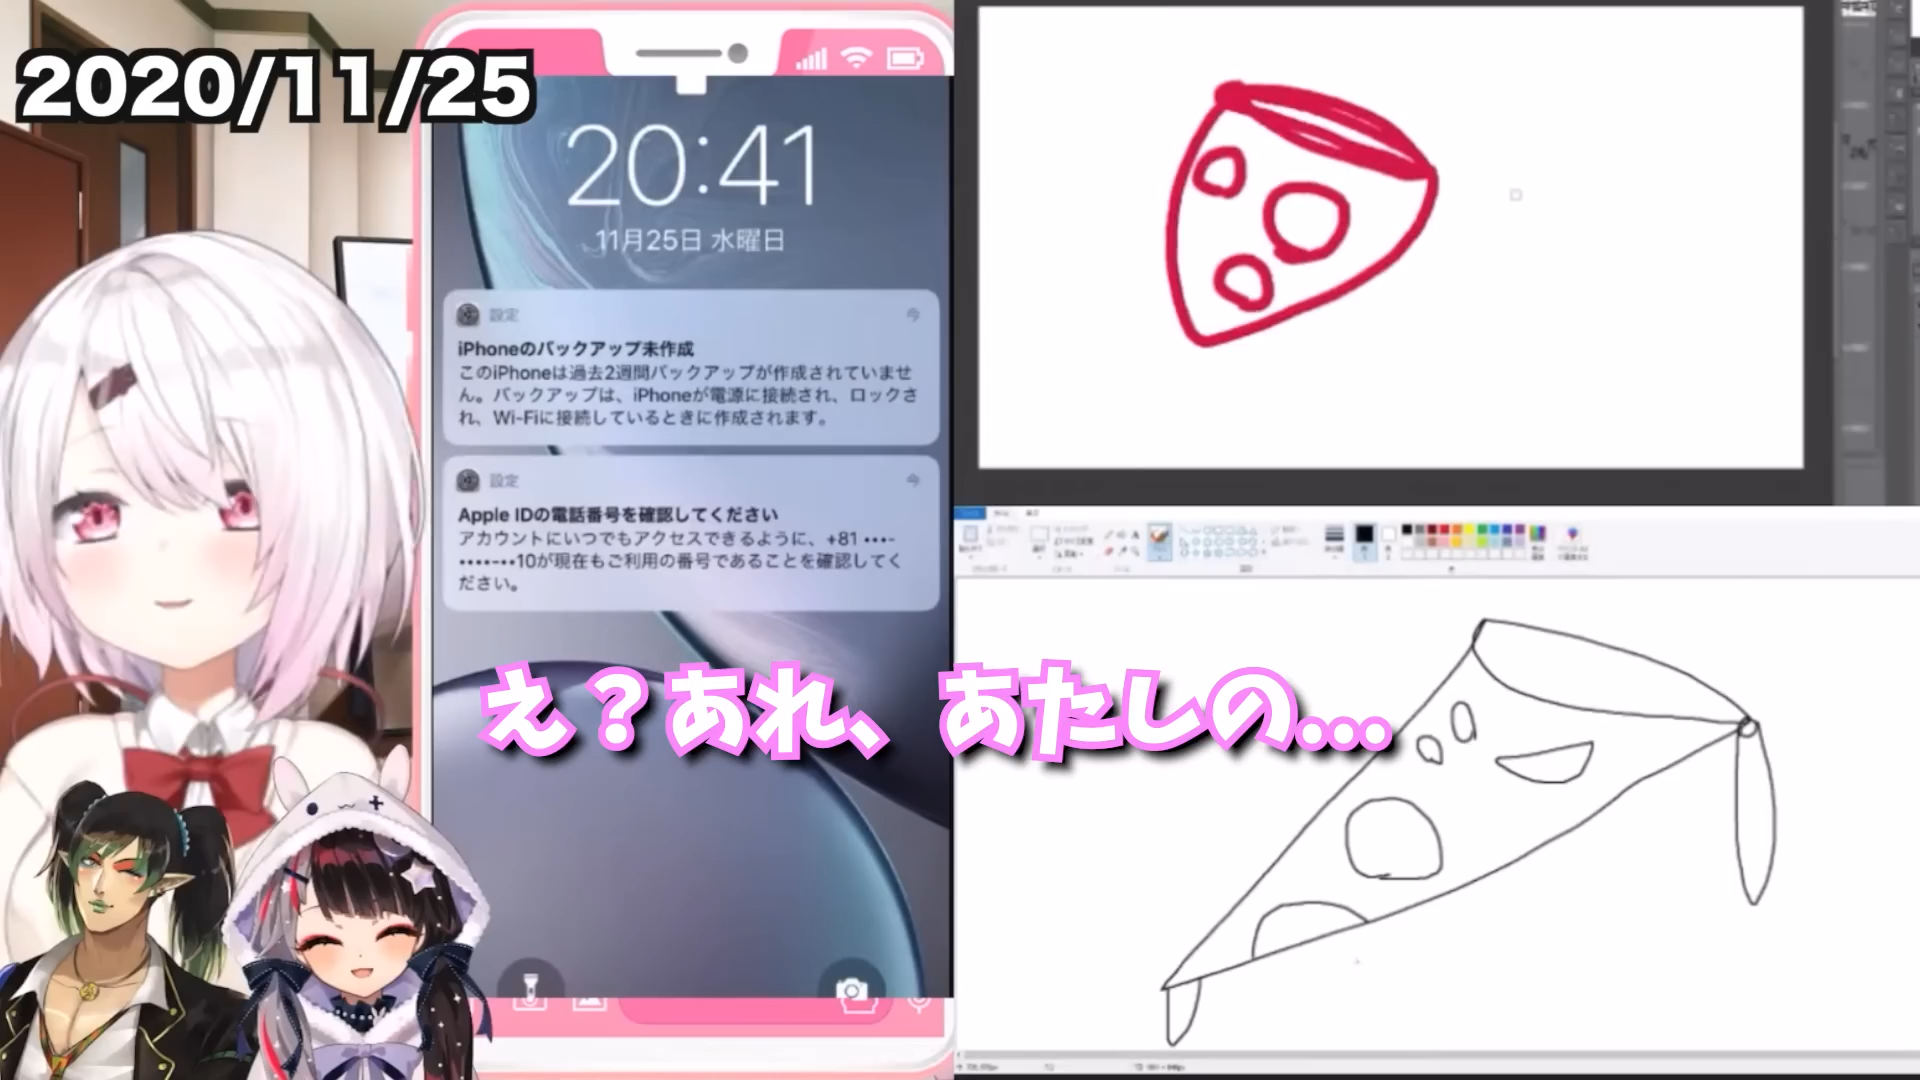 2020/11/25
20:41
11月25日 水曜日
設定
今
iPhoneのバックアップ未作成
このiPhoneは過去2週間バックアップが作成されていませ
ん。バックアップは、iPhoneが電源に接続され、ロックさ
れ、Wi-Fiに接続しているときに作成されます。
設定
今
Apple IDの電話番号を確認してください
アカウントにいつでもアクセスできるように、+81 •••-
••••-••10が現在もご利用の番号であることを確認してく
ださい。
え？あれ、あたしの...